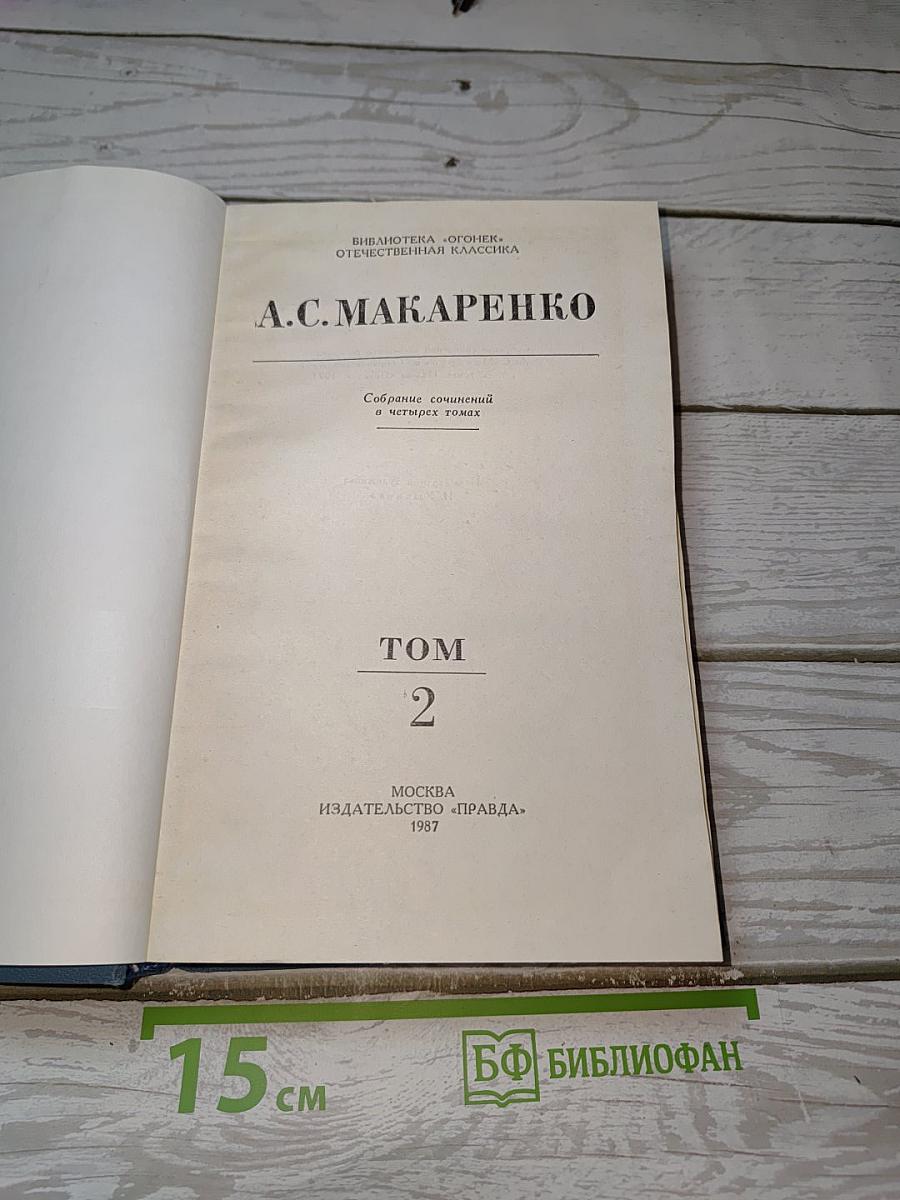 БИБЛИОТЕКА «ОГОНЕК»
ОТЕЧЕСТВЕННАЯ КЛАССИКА
А.С.МАКАРЕНКО
Собрание сочинений
в четырех томах
ТОМ
2
МОСКВА
ИЗДАТЕЛЬСТВО «ПРАВДА»
1987
15 см
БФ БИБЛИОФАН